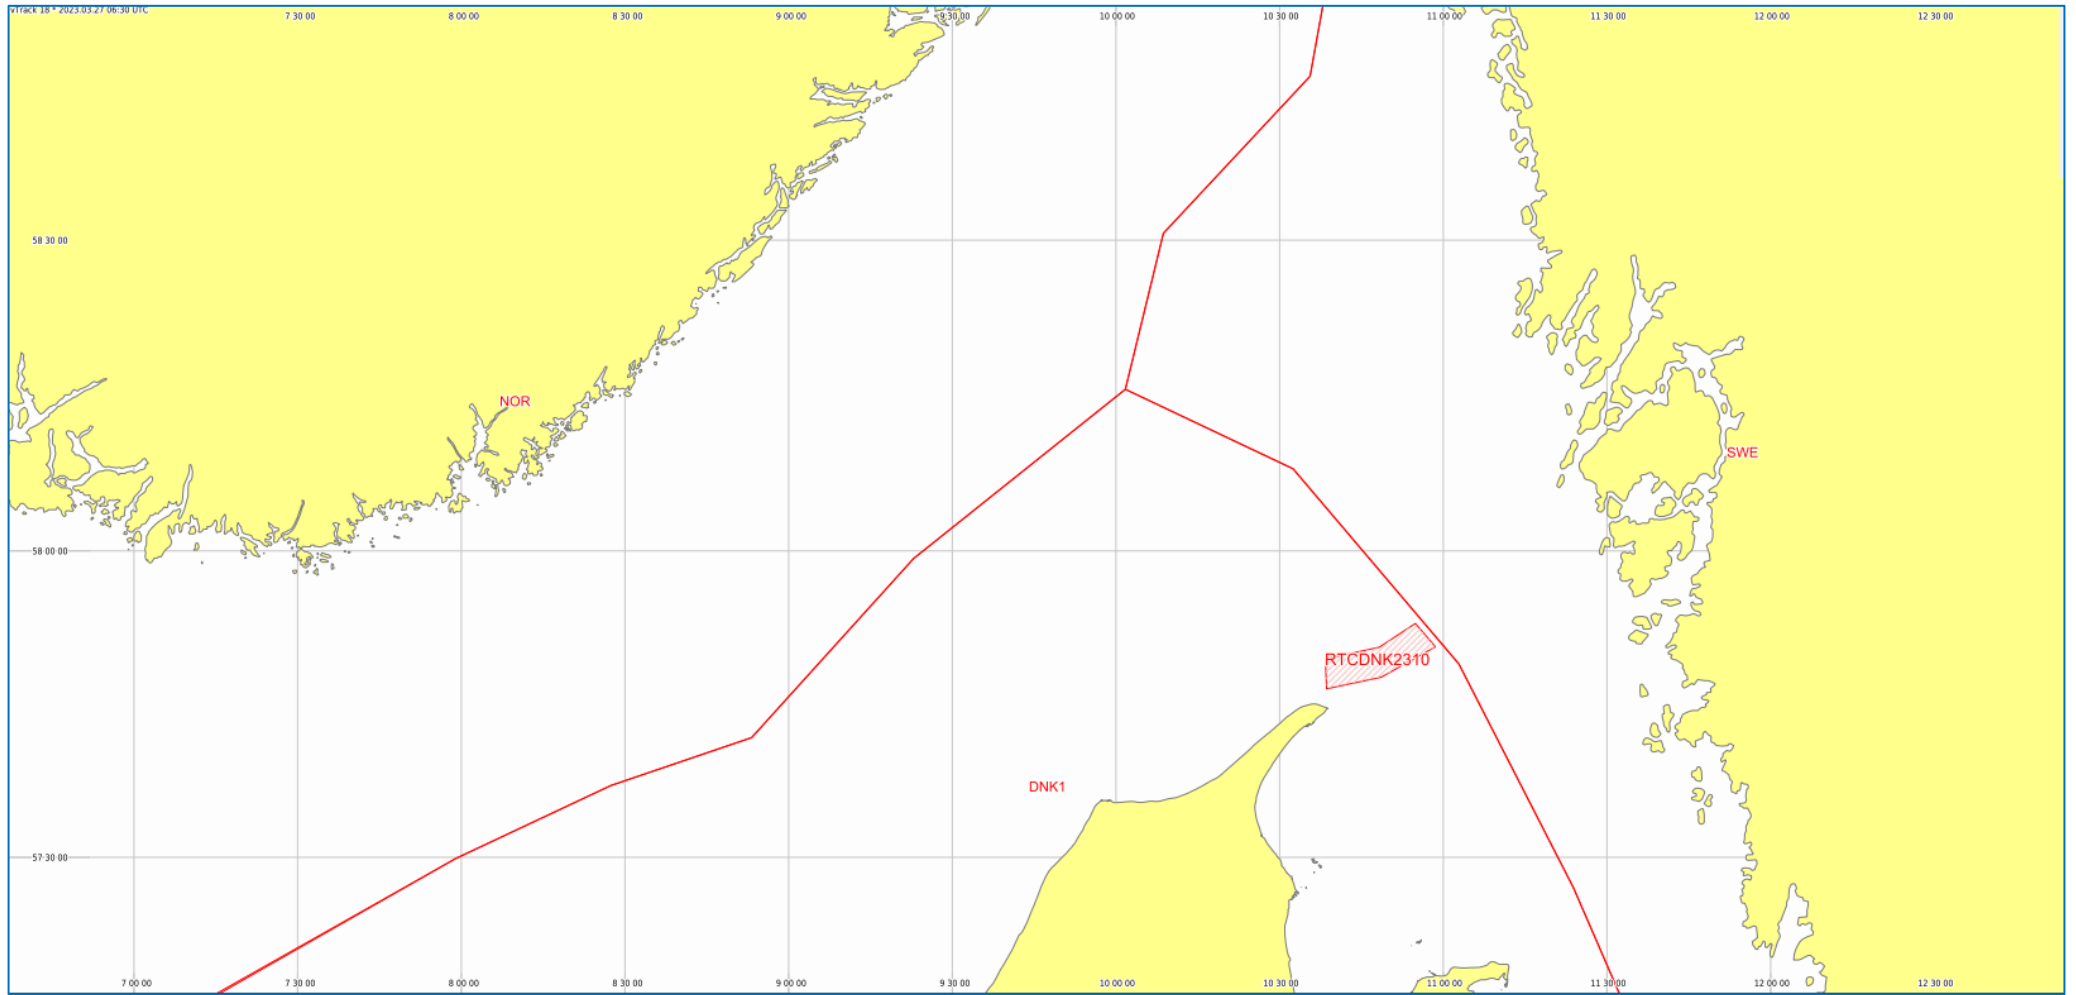 vTrack 18 * 2023.03.27 06:30 UTC
7 30 00 8 00 00 8 30 00 9 00 00 9 30 00 10 00 00 10 30 00 11 00 00 11 30 00 12 00 00 12 30 00
58 30 00
NOR
SWE
58 00 00
RTCDNK2310
DNK1
57 30 00
7 00 00 7 30 00 8 00 00 8 30 00 9 00 00 9 30 00 10 00 00 10 30 00 11 00 00 11 30 00 12 00 00 12 30 00